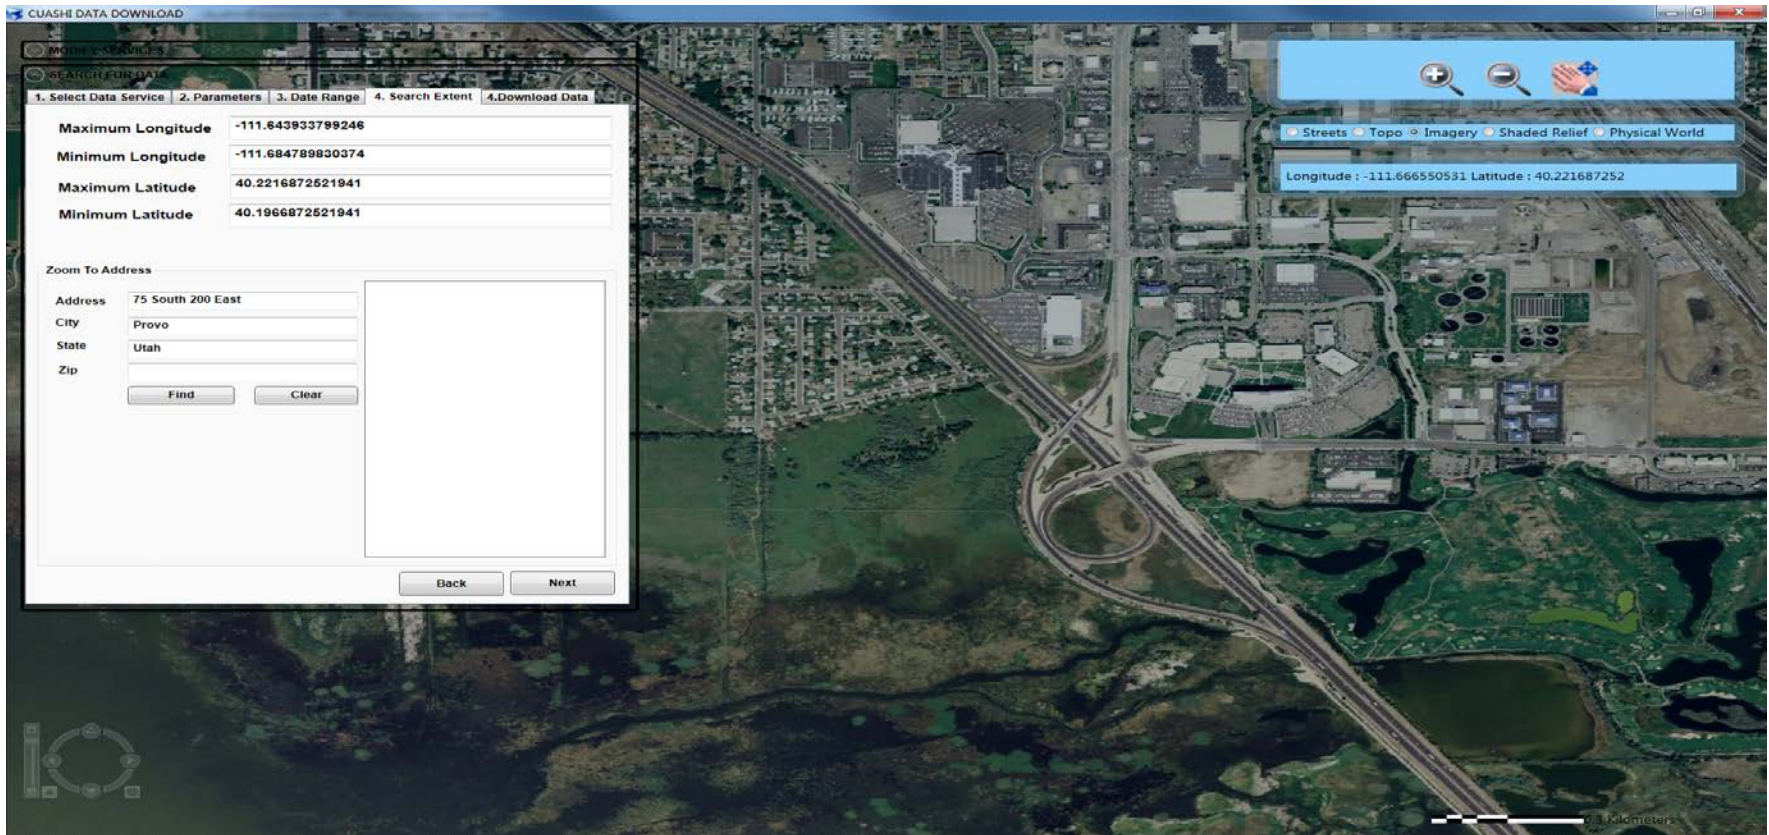 CUASHI DATA DOWNLOAD
MODIFY SERVICES
SEARCH FOR DATA
1. Select Data Service 2. Parameters 3. Date Range 4. Search Extent 4.Download Data
Maximum Longitude -111.643933799246
Minimum Longitude -111.684789830374
Maximum Latitude 40.2216872521941
Minimum Latitude 40.1966872521941
Zoom To Address
Address 75 South 200 East
City Provo
State Utah
Zip
Find Clear
Back Next
Streets Topo Imagery Shaded Relief Physical World
Longitude : -111.666550531 Latitude : 40.221687252
0.3 Kilometers